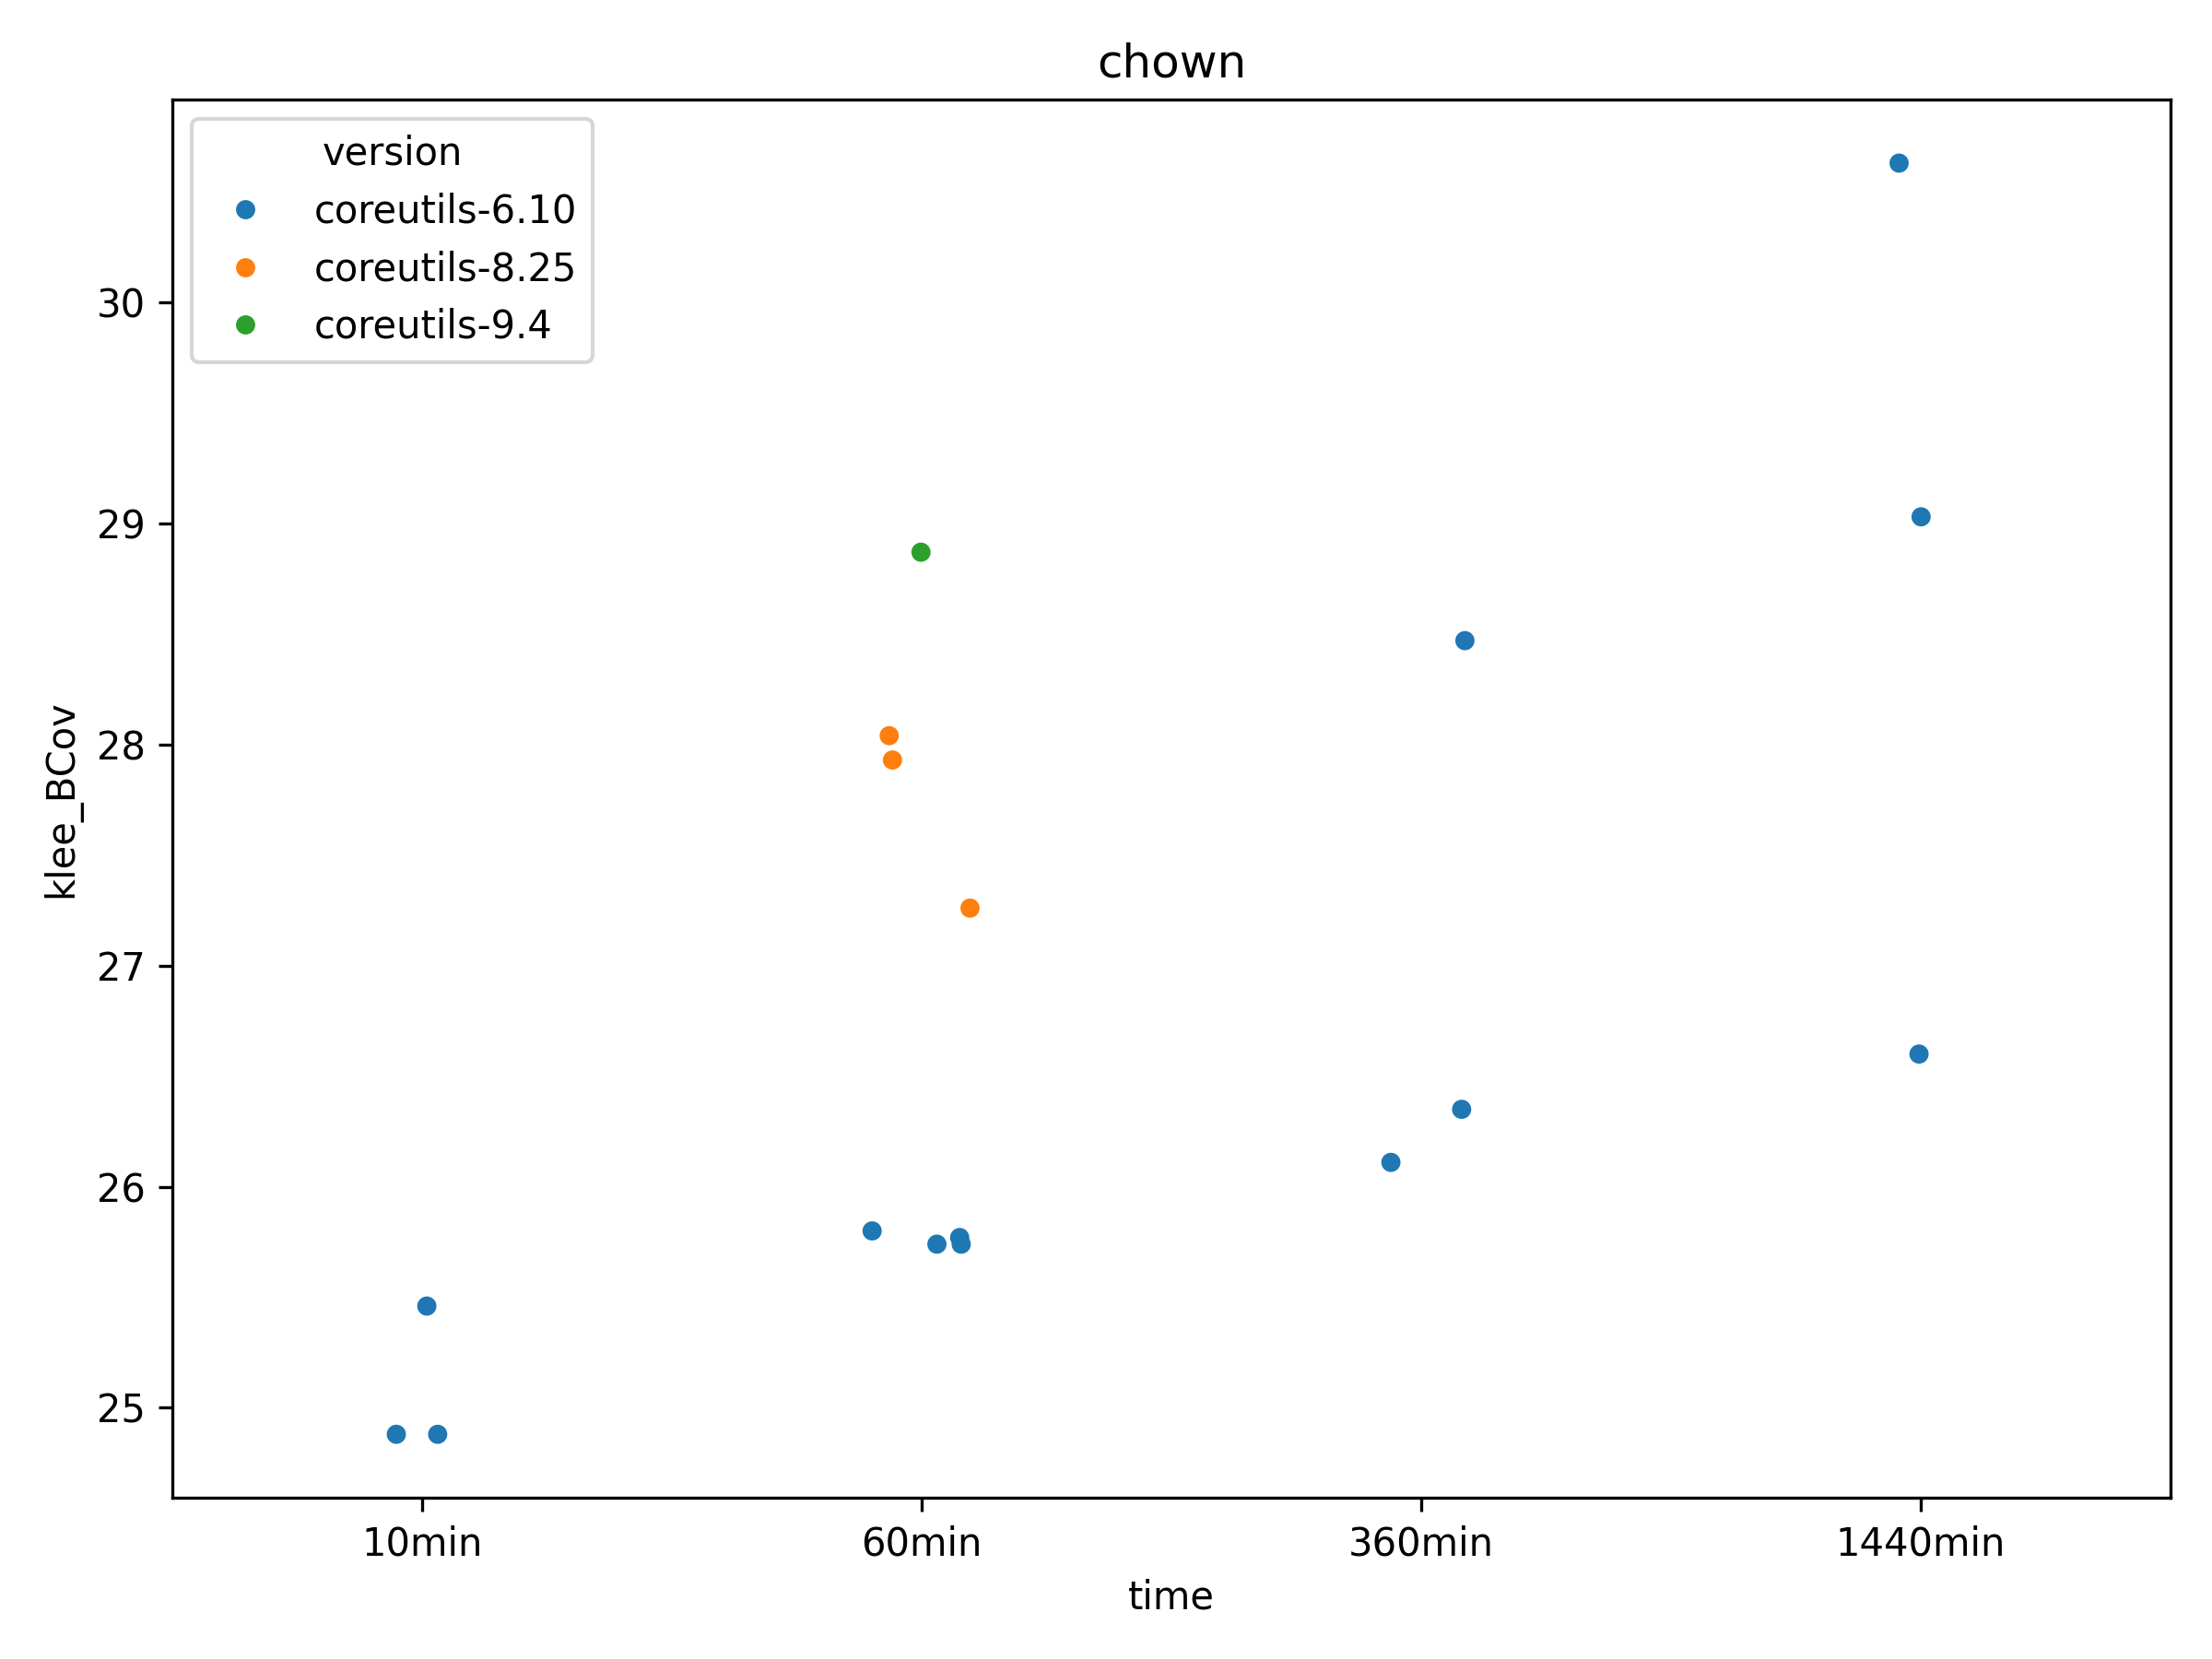 chown
version
coreutils-6.10
coreutils-8.25
coreutils-9.4
30
29
28
27
26
25
klee_BCov
10min 60min 360min 1440min
time